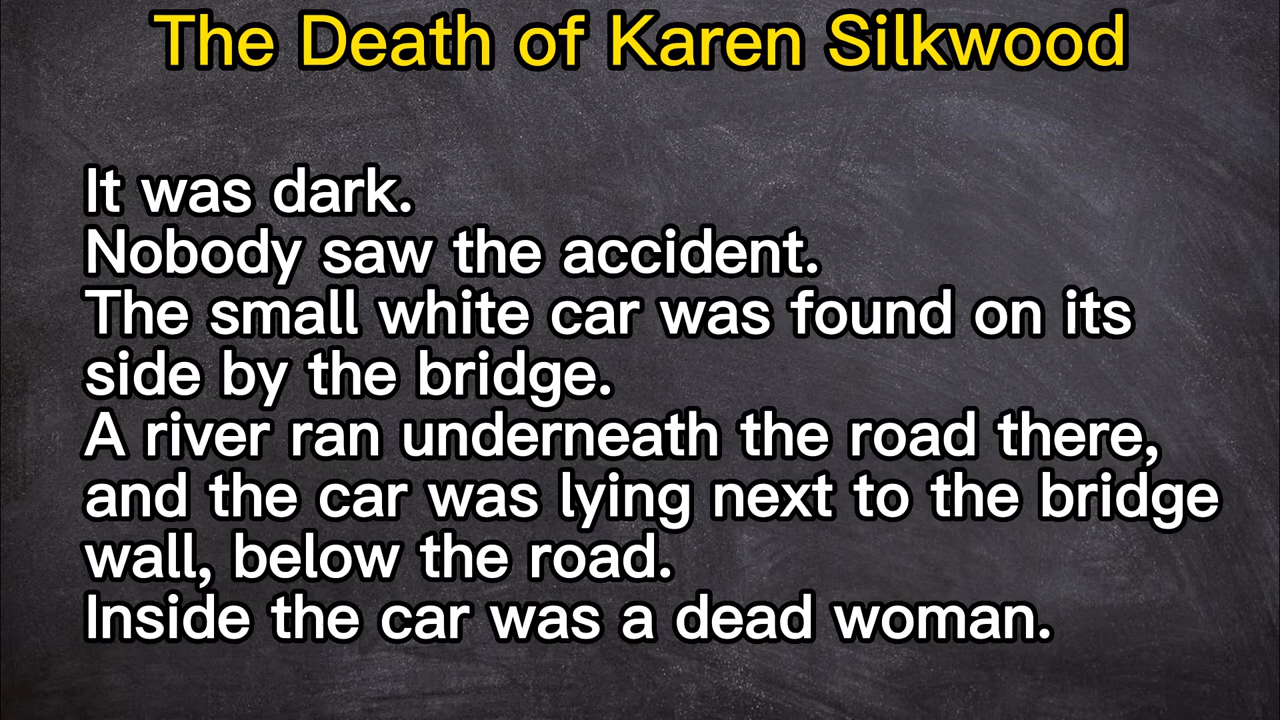 The Death of Karen Silkwood
It was dark.
Nobody saw the accident.
The small white car was found on its
side by the bridge.
A river ran underneath the road there,
and the car was lying next to the bridge
wall, below the road.
Inside the car was a dead woman.